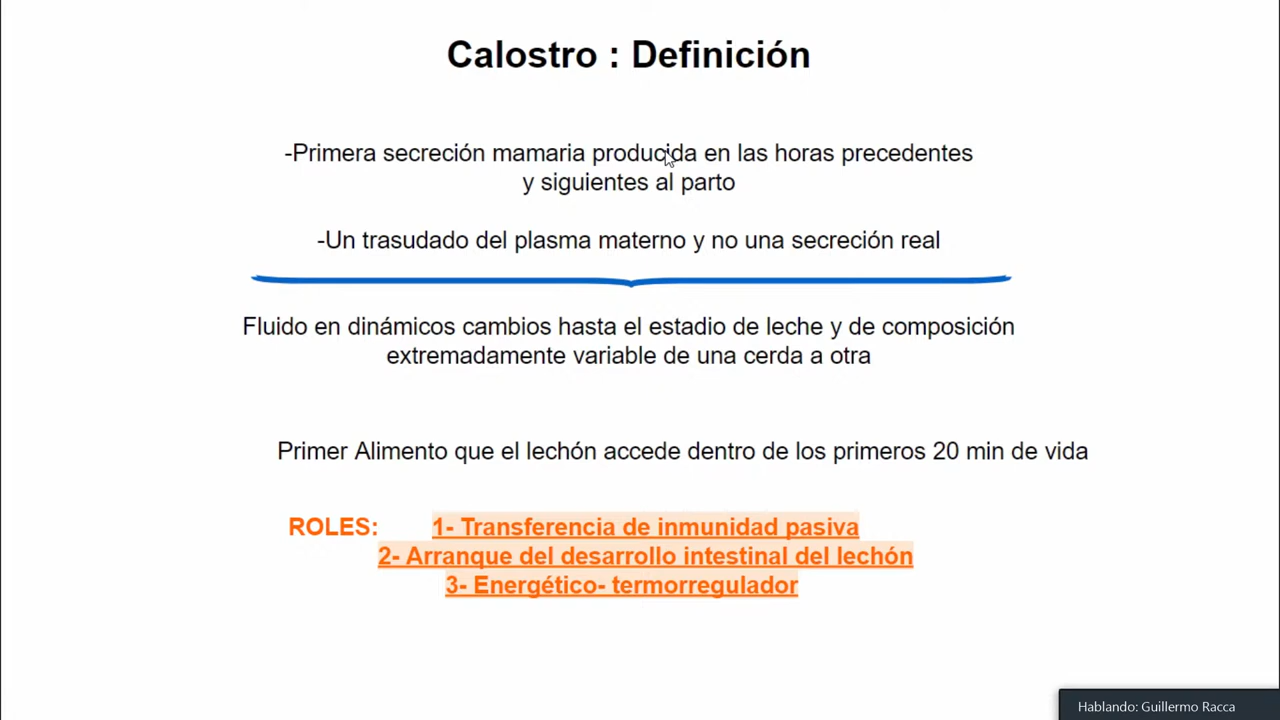 Calostro : Definición
-Primera secreción mamaria producida en las horas precedentes
y siguientes al parto
-Un trasudado del plasma materno y no una secreción real
Fluido en dinámicos cambios hasta el estadio de leche y de composición
extremadamente variable de una cerda a otra
Primer Alimento que el lechón accede dentro de los primeros 20 min de vida
ROLES: 1- Transferencia de inmunidad pasiva
2- Arranque del desarrollo intestinal del lechón
3- Energético- termorregulador
Hablando: Guillermo Racca